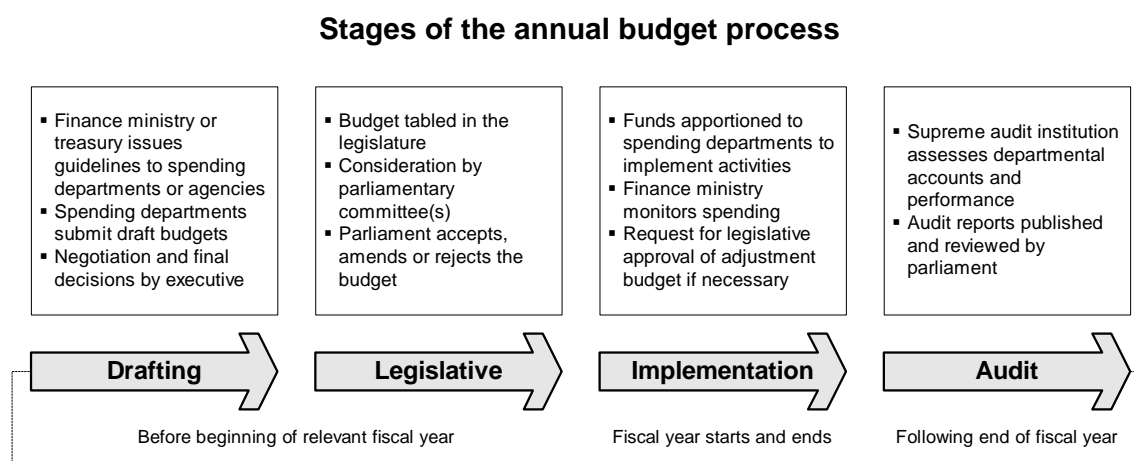 Stages of the annual budget process
▪ Finance ministry or
treasury issues
guidelines to spending
departments or agencies
▪ Spending departments
submit draft budgets
▪ Negotiation and final
decisions by executive
▪ Budget tabled in the
legislature
▪ Consideration by
parliamentary
committee(s)
▪ Parliament accepts,
amends or rejects the
budget
▪ Funds apportioned to
spending departments to
implement activities
▪ Finance ministry
monitors spending
▪ Request for legislative
approval of adjustment
budget if necessary
▪ Supreme audit institution
assesses departmental
accounts and
performance
▪ Audit reports published
and reviewed by
parliament
Drafting
Legislative
Implementation
Audit
Before beginning of relevant fiscal year
Fiscal year starts and ends
Following end of fiscal year